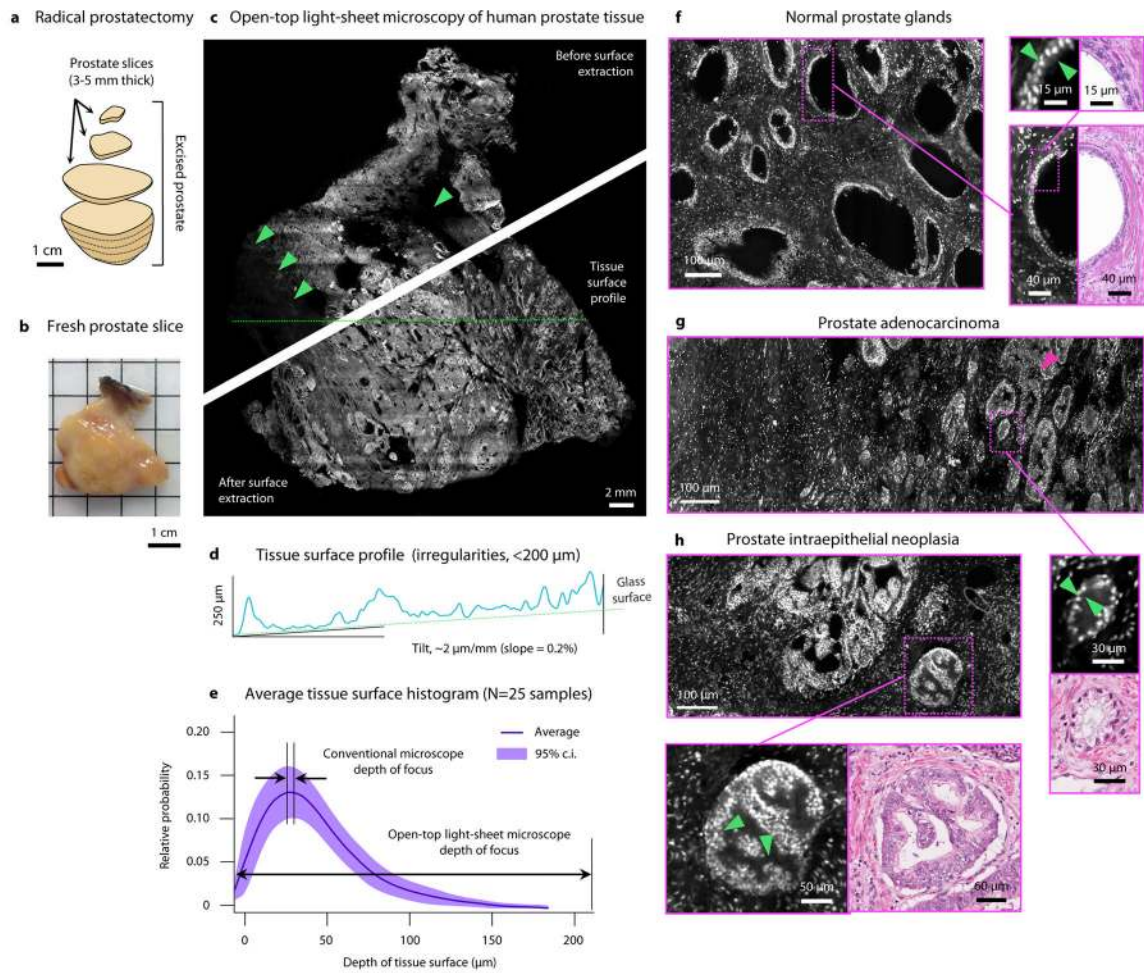 a Radical prostatectomy
Prostate slices
(3-5 mm thick)
Excised prostate
1 cm
b Fresh prostate slice
1 cm
c Open-top light-sheet microscopy of human prostate tissue
Before surface
extraction
Tissue
surface
profile
After surface
extraction
2 mm
d Tissue surface profile (irregularities, <200 μm)
250 μm
Glass
surface
Tilt, ~2 μm/mm (slope = 0.2%)
e Average tissue surface histogram (N=25 samples)
0.20
0.15
0.10
0.05
0
Relative probability
Average
95% c.i.
Conventional microscope
depth of focus
Open-top light-sheet microscope
depth of focus
0 50 100 150 200
Depth of tissue surface (μm)
f Normal prostate glands
100 μm
15 μm 15 μm
40 μm 40 μm
g Prostate adenocarcinoma
100 μm
30 μm
30 μm
h Prostate intraepithelial neoplasia
100 μm
50 μm 60 μm